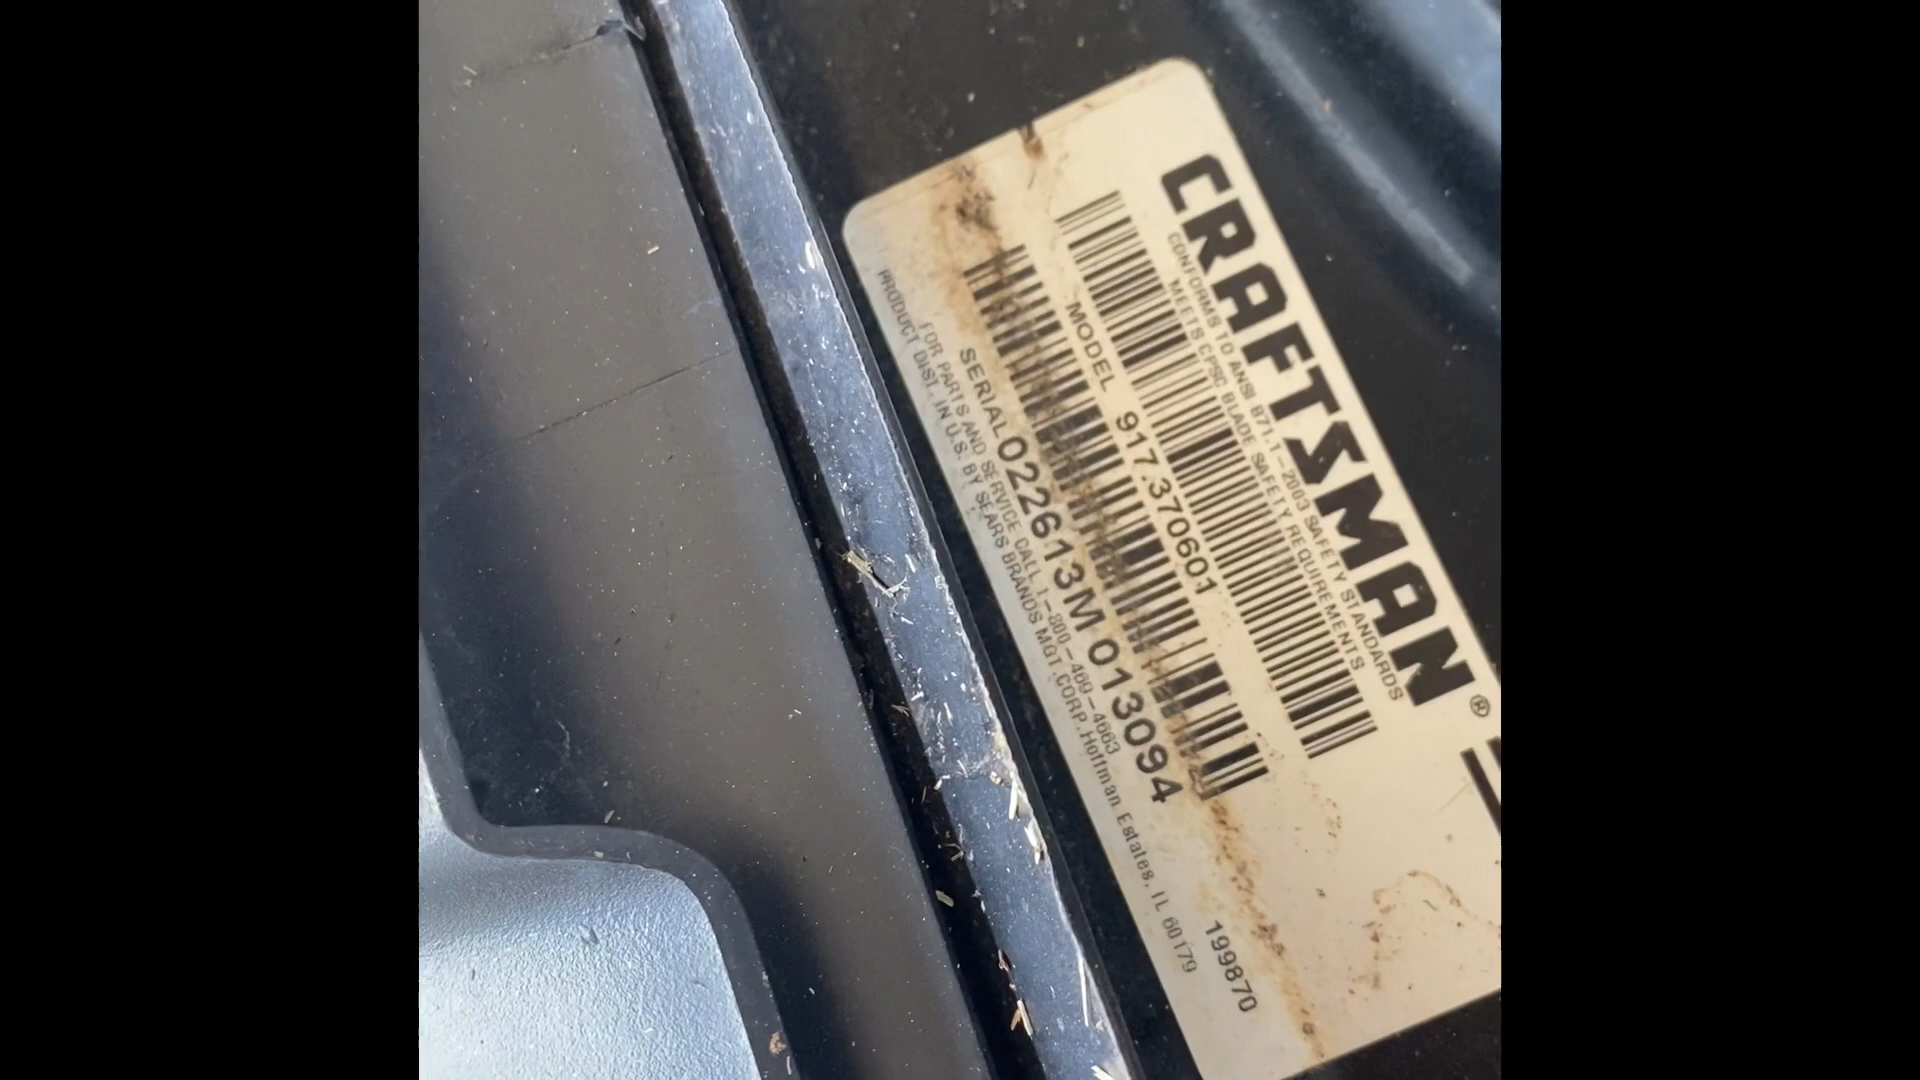 CRAFTSMAN®
CONFORMS TO ANSI B71.1-2003 SAFETY STANDARDS
MEETS CPSC BLADE SAFETY REQUIREMENTS
MODEL 917.370601
SERIAL 022613M 013094
FOR PARTS AND SERVICE CALL 1-800-469-4663
PRODUCT DIST. IN U.S. BY SEARS BRANDS MGT.CORP.Hoffman Estates, IL 60179
199870